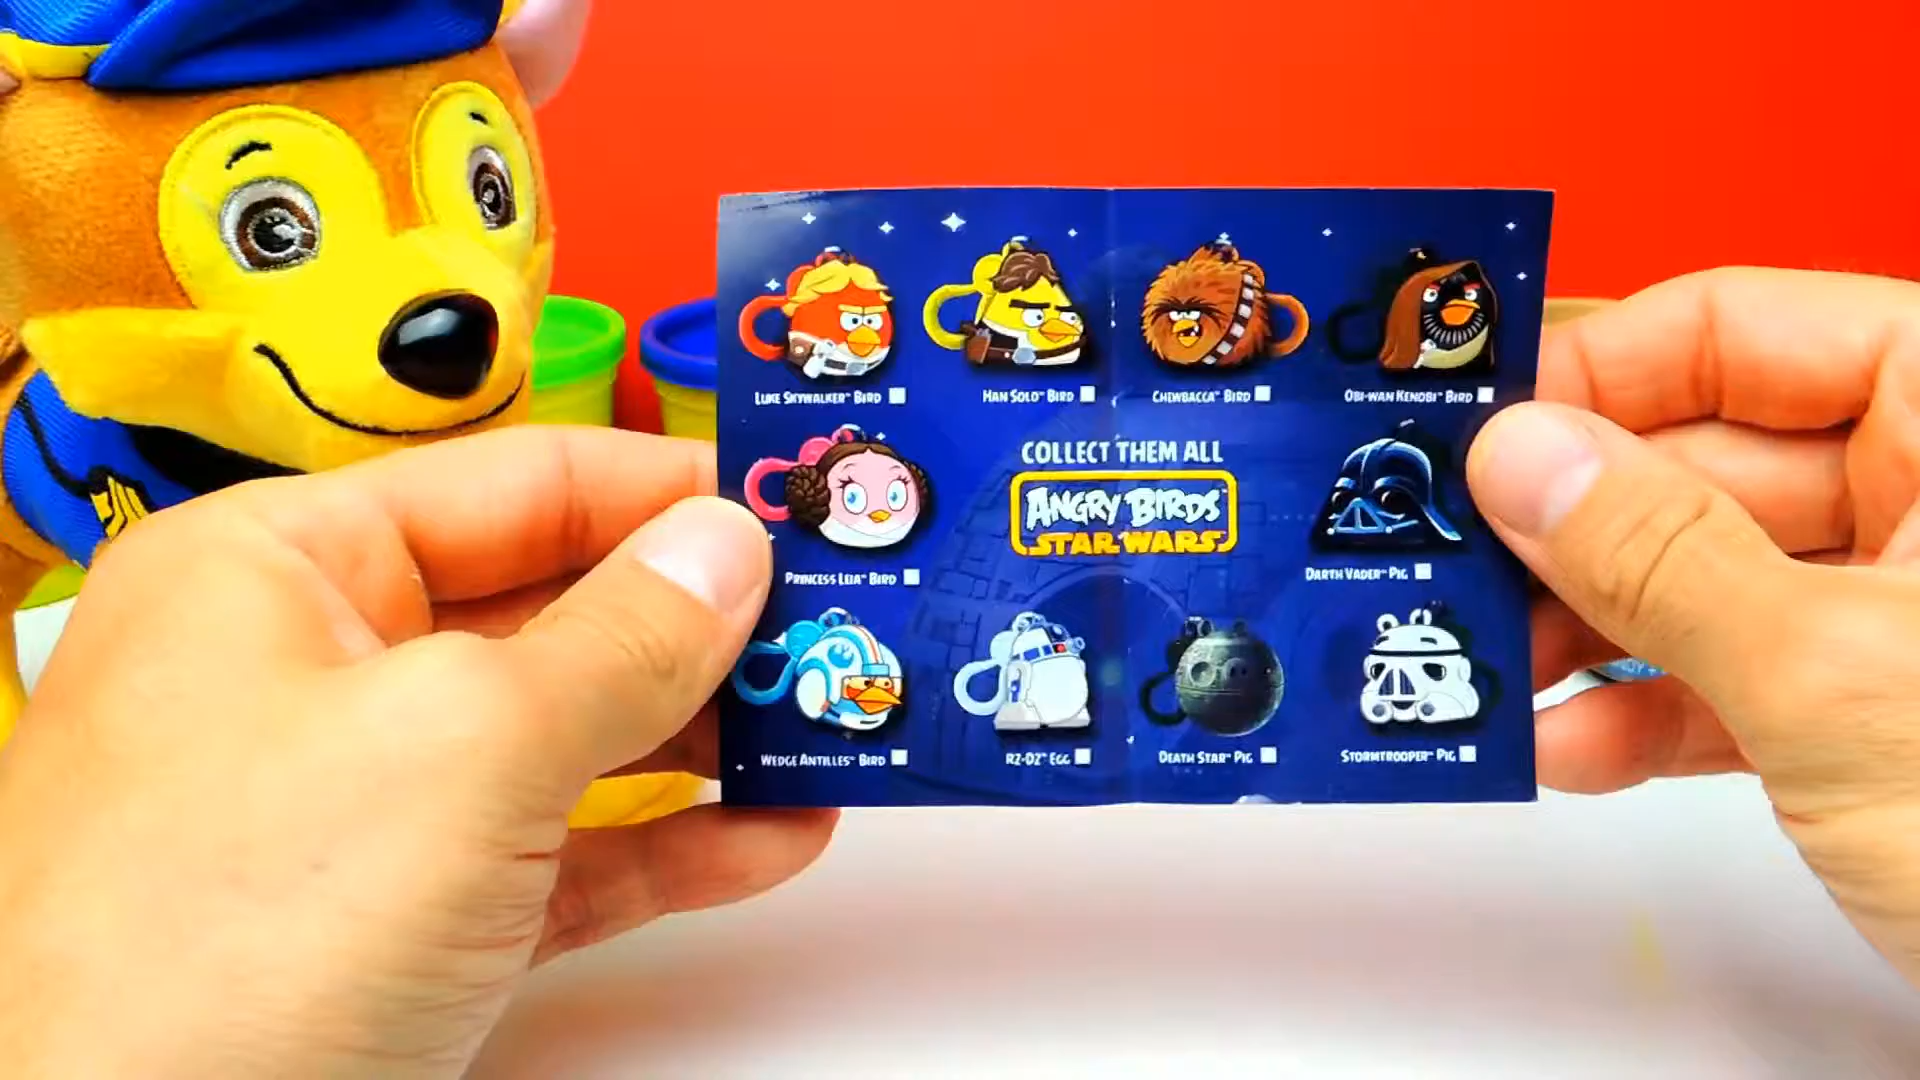 LUKE SKYWALKER™ BIRD
HAN SOLO™ BIRD
CHEWBACCA™ BIRD
OBI-WAN KENOBI™ BIRD
COLLECT THEM ALL
ANGRY BIRDS
STAR WARS
PRINCESS LEIA™ BIRD
DARTH VADER™ PIG
WEDGE ANTILLES™ BIRD
R2-D2™ EGG
DEATH STAR™ PIG
STORMTROOPER™ PIG